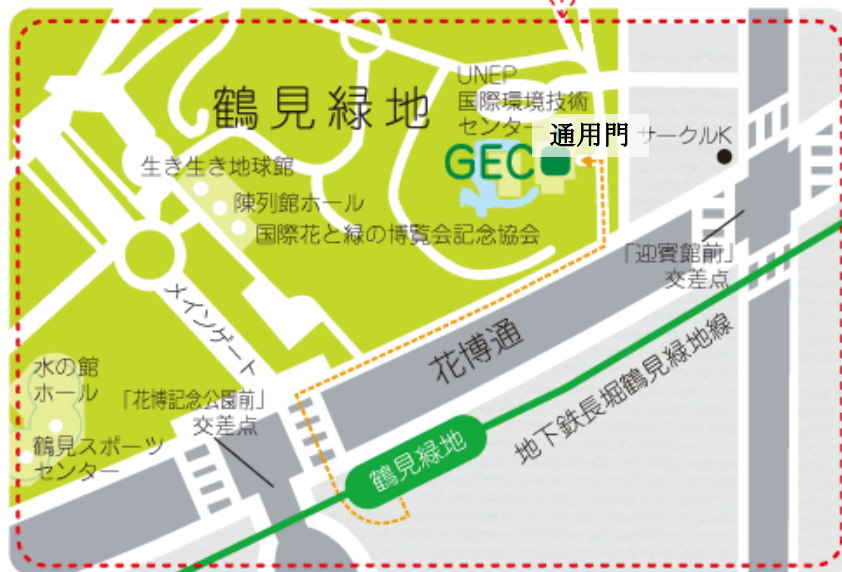 UNEP
国際環境技術
センター
鶴見緑地
通用門
サークルK
GEC
生き生き地球館
陳列館ホール
国際花と緑の博覧会記念協会
「迎賓館前」
交差点
メインゲート
花博通
水の館
ホール
「花博記念公園前」
交差点
地下鉄長堀鶴見緑地線
鶴見スポーツ
センター
鶴見緑地